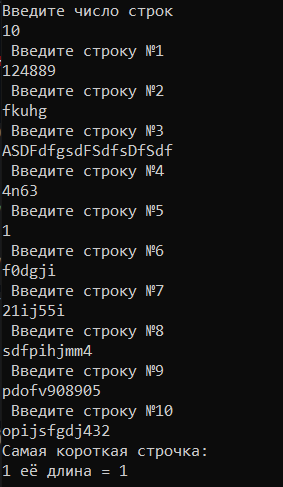 Введите число строк
10
Введите строку №1
124889
Введите строку №2
fkuhg
Введите строку №3
ASDFdfgsdFSdfsDfSdf
Введите строку №4
4n63
Введите строку №5
1
Введите строку №6
f0dgji
Введите строку №7
21ij55i
Введите строку №8
sdfpihjmm4
Введите строку №9
pdofv908905
Введите строку №10
opijsfgdj432
Самая короткая строчка:
1 её длина = 1